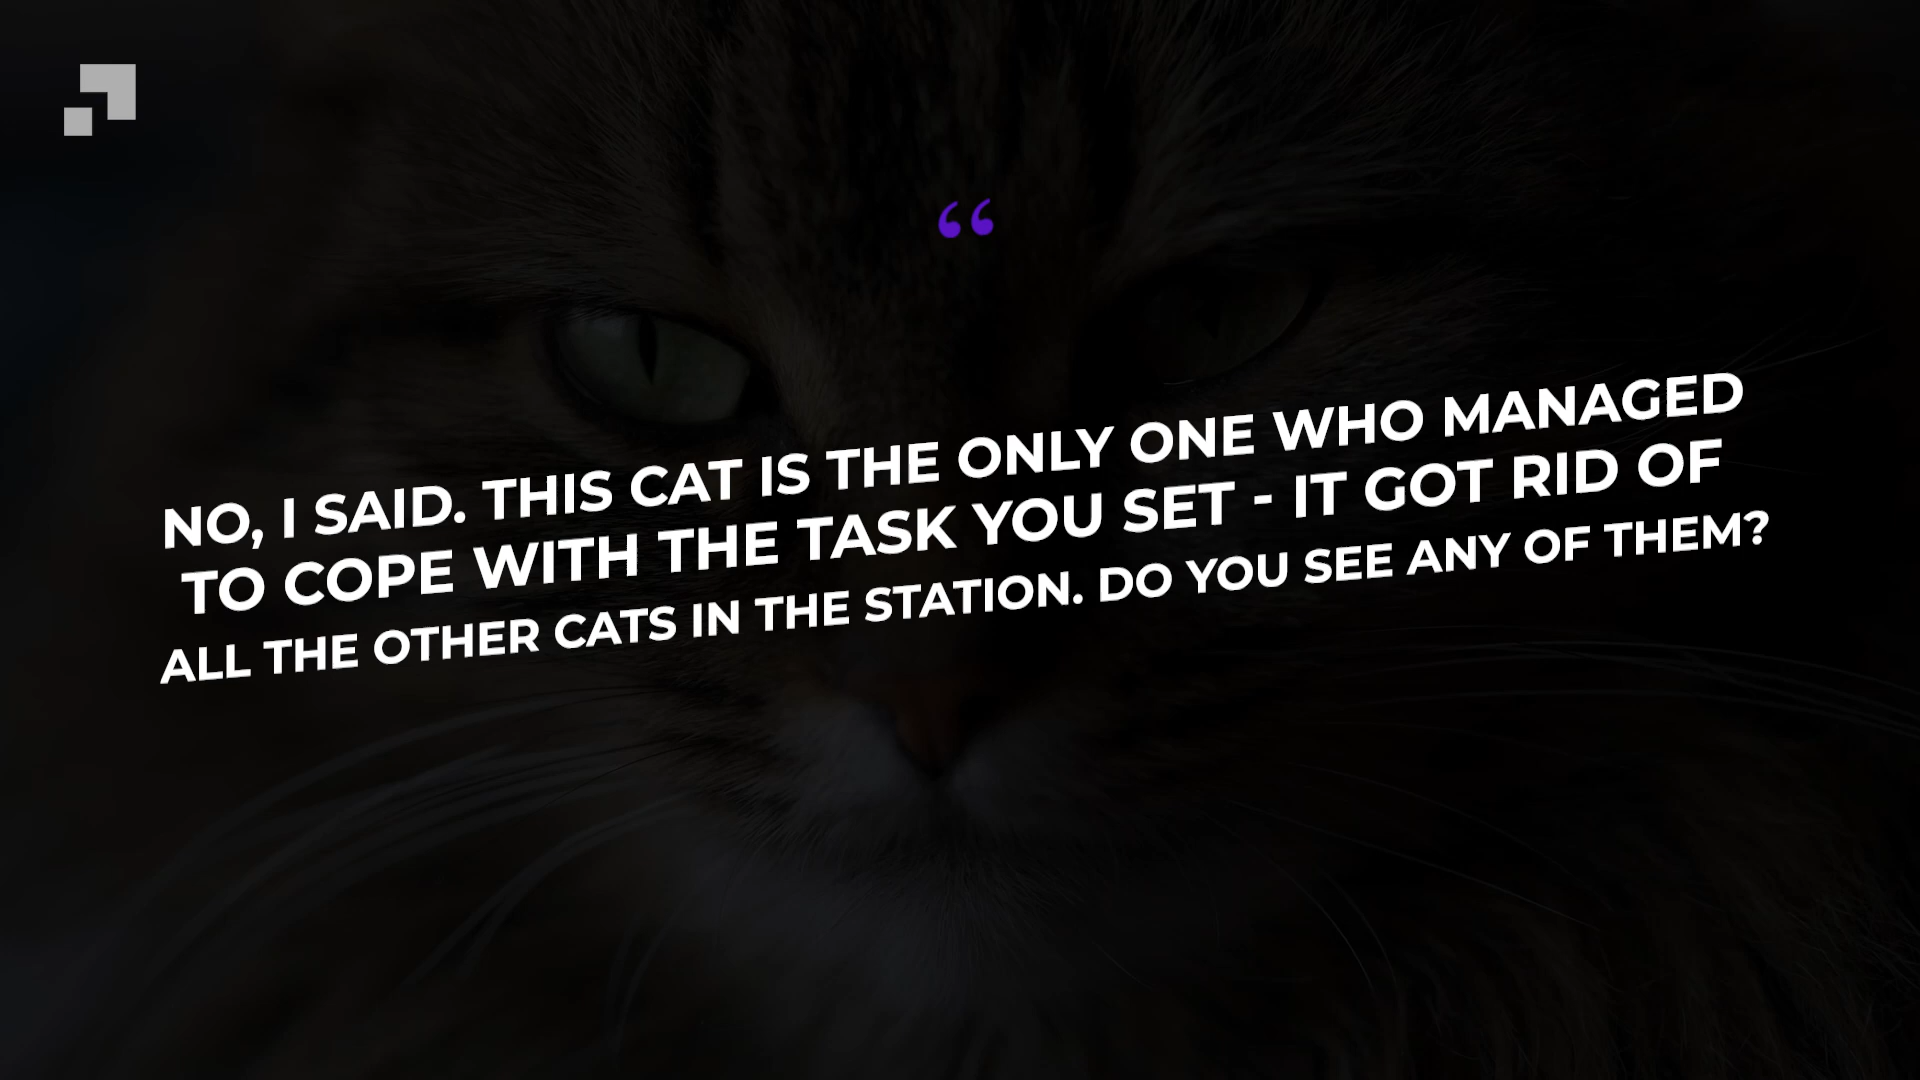 “
NO, I SAID. THIS CAT IS THE ONLY ONE WHO MANAGED
TO COPE WITH THE TASK YOU SET - IT GOT RID OF
ALL THE OTHER CATS IN THE STATION. DO YOU SEE ANY OF THEM?